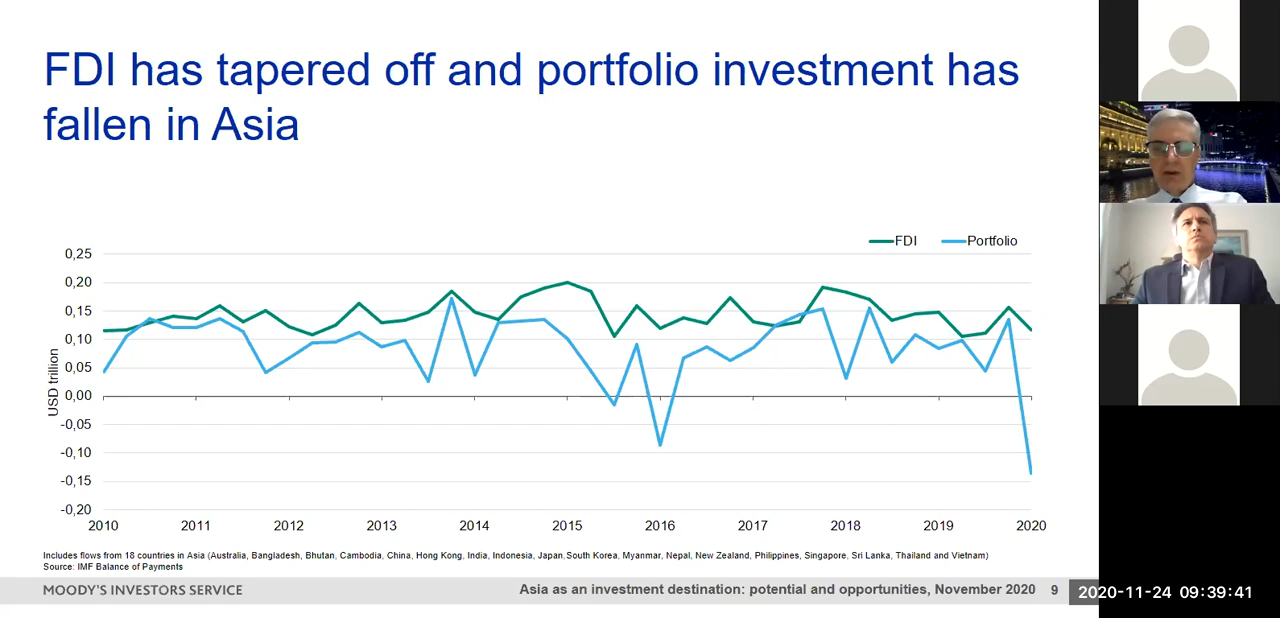 FDI has tapered off and portfolio investment has
fallen in Asia
FDI
Portfolio
USD trillion
0,25
0,20
0,15
0,10
0,05
0,00
-0,05
-0,10
-0,15
-0,20
2010 2011 2012 2013 2014 2015 2016 2017 2018 2019 2020
Includes flows from 18 countries in Asia (Australia, Bangladesh, Bhutan, Cambodia, China, Hong Kong, India, Indonesia, Japan,South Korea, Myanmar, Nepal, New Zealand, Philippines, Singapore, Sri Lanka, Thailand and Vietnam)
Source: IMF Balance of Payments
MOODY'S INVESTORS SERVICE
Asia as an investment destination: potential and opportunities, November 2020 9
2020-11-24 09:39:41